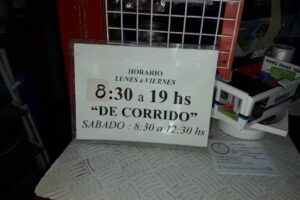 HORARIO
LUNES a VIERNES
8:30 a 19 hs
“DE CORRIDO”
SABADO : 8:30 a 12:30 hs